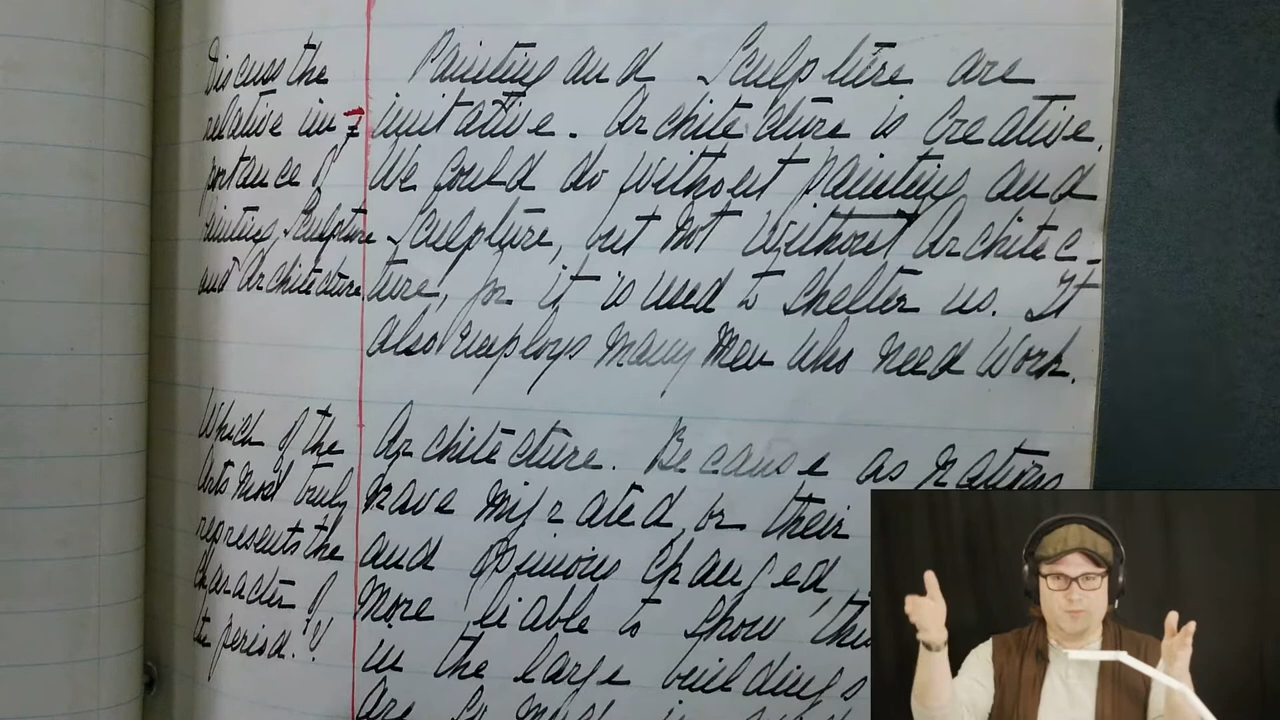 Discuss the
relative im-
portance of
Painting, Sculpture
and Architecture.
Painting and Sculpture are
imitative. Architecture is Creative.
We Could do without Painting and
Sculpture, but not Without Architec-
ture, for it is used to Shelter us. It
also employs many Men Who need Work.
Which of the
Arts most truly
represents the
Character of
the period.?
Architecture. Because as nations
have migrated, or their
and opinions Changed,
More liable to Show
in the large buildings
are so